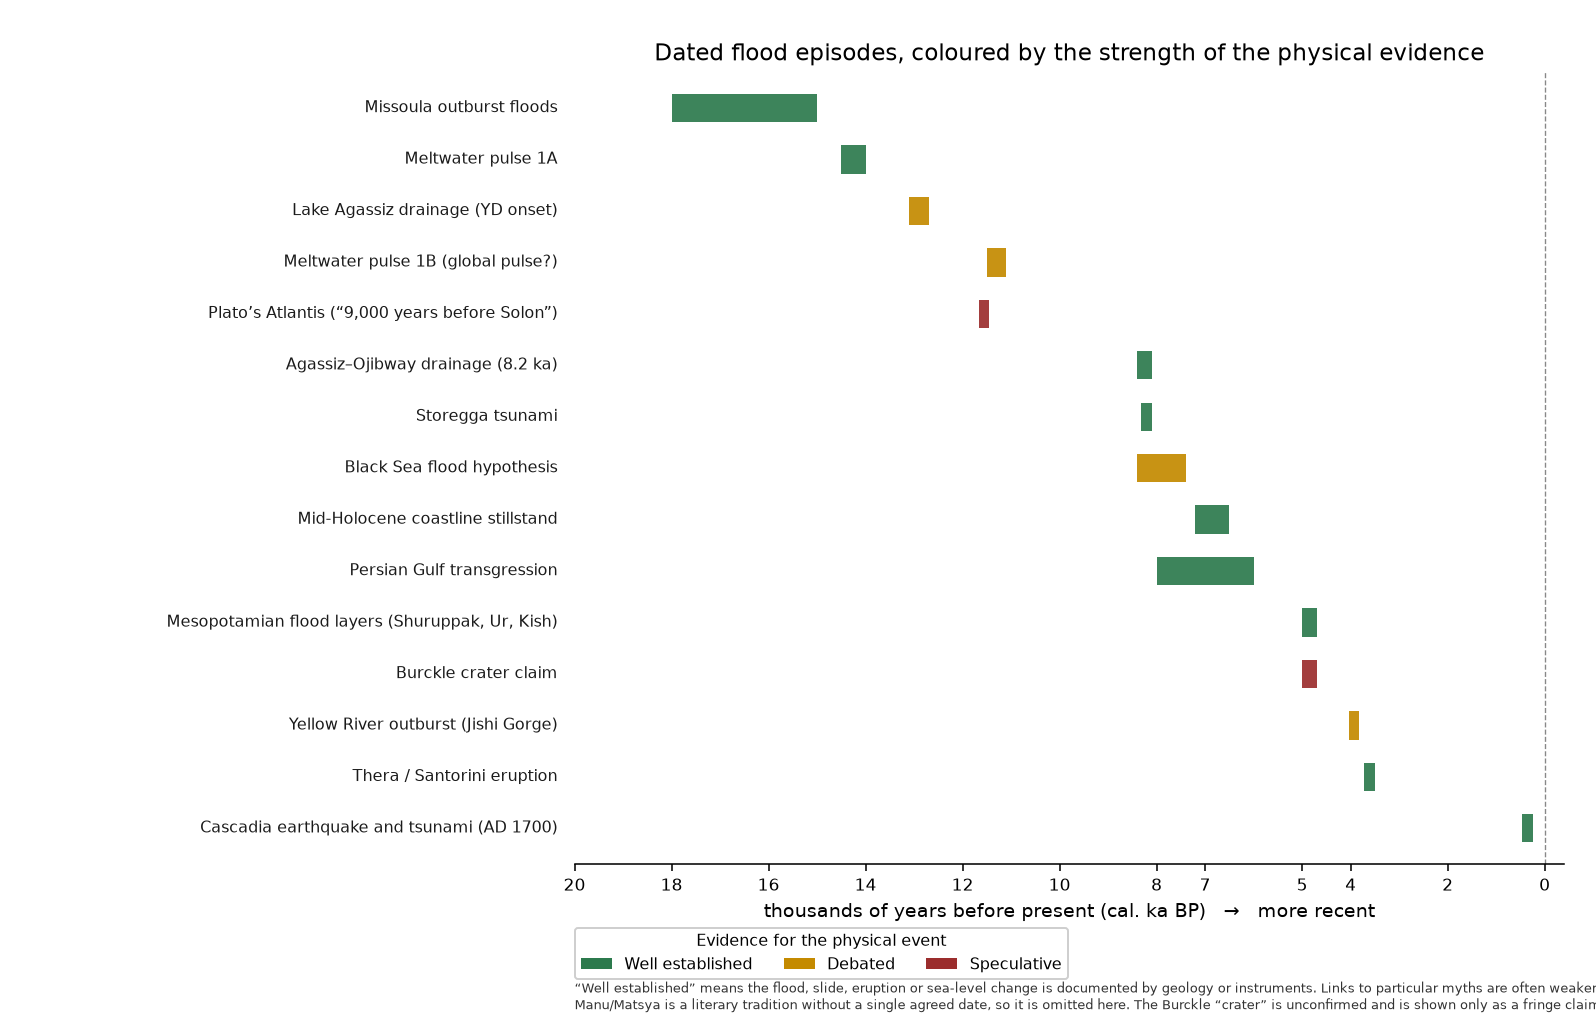 Dated flood episodes, coloured by the strength of the physical evidence
Missoula outburst floods
Meltwater pulse 1A
Lake Agassiz drainage (YD onset)
Meltwater pulse 1B (global pulse?)
Plato’s Atlantis (“9,000 years before Solon”)
Agassiz–Ojibway drainage (8.2 ka)
Storegga tsunami
Black Sea flood hypothesis
Mid-Holocene coastline stillstand
Persian Gulf transgression
Mesopotamian flood layers (Shuruppak, Ur, Kish)
Burckle crater claim
Yellow River outburst (Jishi Gorge)
Thera / Santorini eruption
Cascadia earthquake and tsunami (AD 1700)
20 18 16 14 12 10 8 7 5 4 2 0
thousands of years before present (cal. ka BP) → more recent
Evidence for the physical event
Well established Debated Speculative
“Well established” means the flood, slide, eruption or sea-level change is documented by geology or instruments. Links to particular myths are often weaker
Manu/Matsya is a literary tradition without a single agreed date, so it is omitted here. The Burckle “crater” is unconfirmed and is shown only as a fringe claim